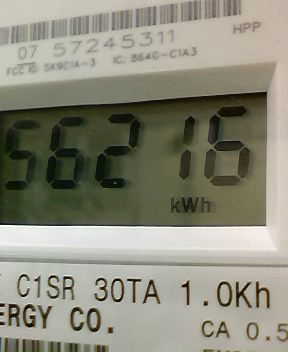 07 57245311
HPP
FCC ID: SK9C1A-3 IC: 864G-C1A3
56216
kWh
C1SR 30TA 1.0Kh
ERGY CO.
CA 0.5